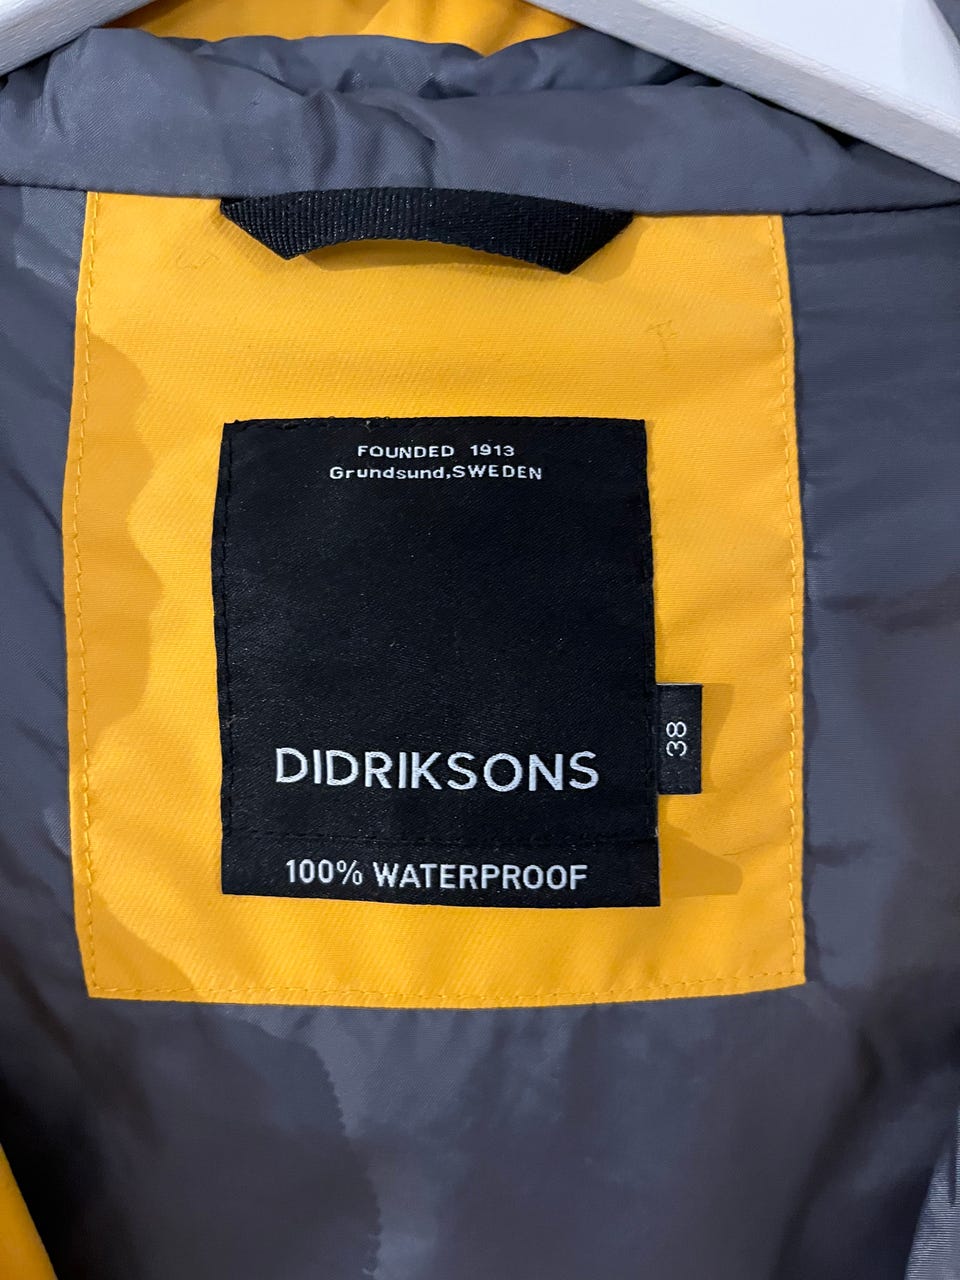 FOUNDED 1913
Grundsund,SWEDEN
DIDRIKSONS
38
100% WATERPROOF